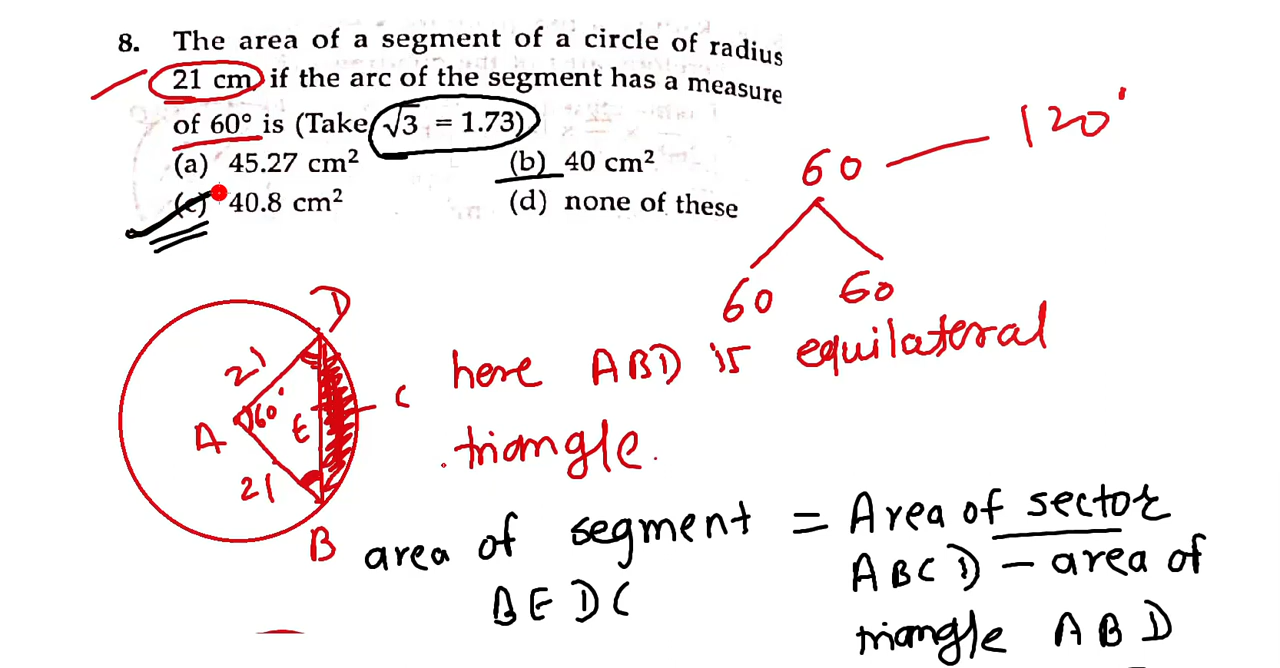 8. The area of a segment of a circle of radius
21 cm, if the arc of the segment has a measure
of 60° is (Take √3 = 1.73)
(a) 45.27 cm² (b) 40 cm²
(c) 40.8 cm² (d) none of these
60 — 120°
60 60
D
21
A 60° E C
21
B
here ABD is equilateral
triangle.
area of segment = Area of sector
BEDC ABCD - area of
triangle ABD